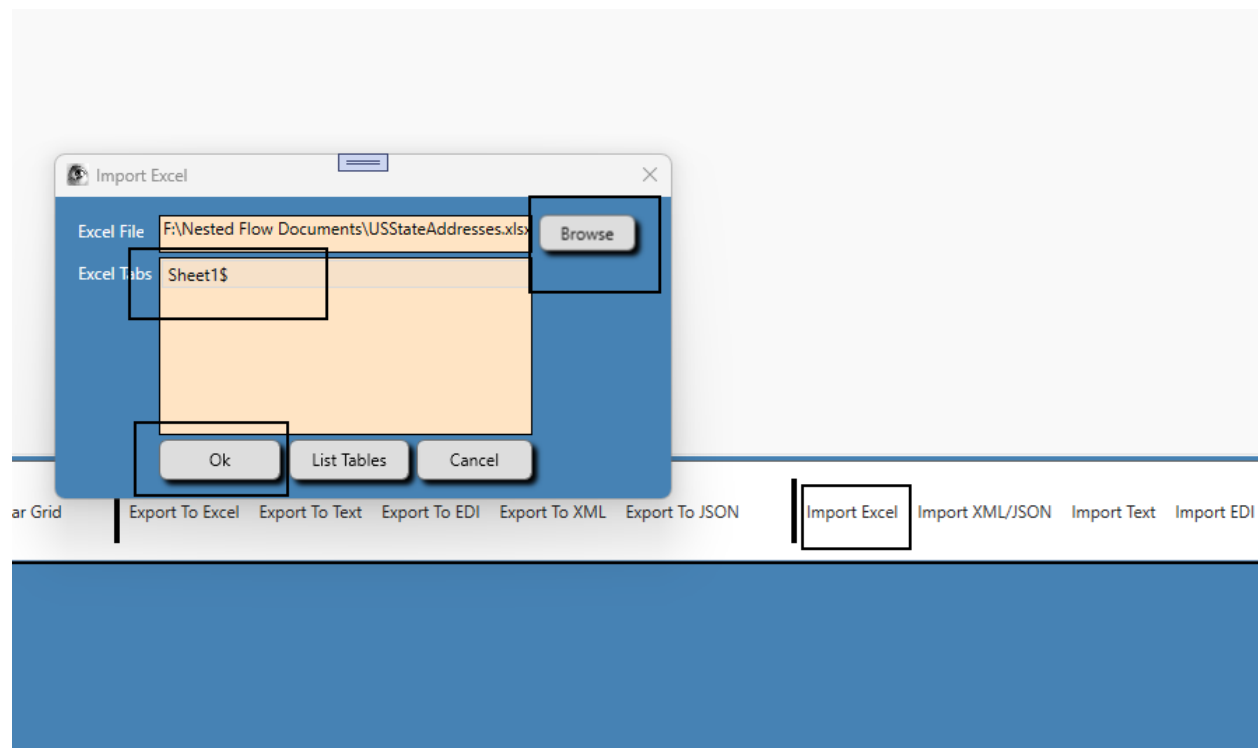 Import Excel
Excel File F:\Nested Flow Documents\USStateAddresses.xlsx Browse
Excel Tabs Sheet1$
Ok List Tables Cancel
ar Grid Export To Excel Export To Text Export To EDI Export To XML Export To JSON Import Excel Import XML/JSON Import Text Import EDI